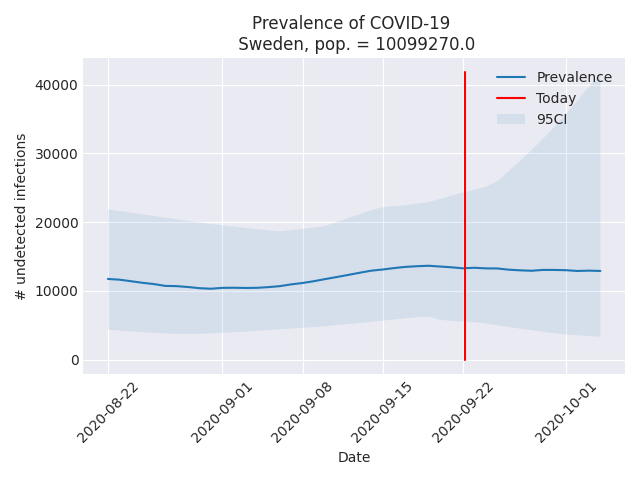 Prevalence of COVID-19
Sweden, pop. = 10099270.0
# undetected infections
40000
30000
20000
10000
0
Prevalence
Today
95CI
2020-08-22
2020-09-01
2020-09-08
2020-09-15
2020-09-22
2020-10-01
Date